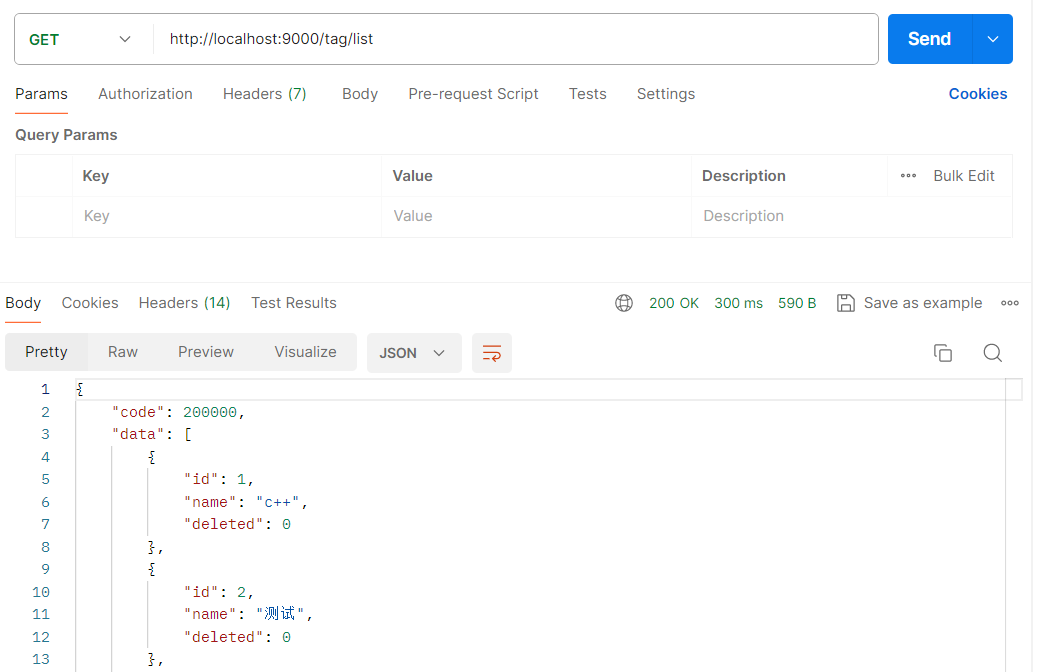 GET http://localhost:9000/tag/list Send
Params Authorization Headers (7) Body Pre-request Script Tests Settings Cookies
Query Params
Key Value Description Bulk Edit
Key Value Description
Body Cookies Headers (14) Test Results 200 OK 300 ms 590 B Save as example
Pretty Raw Preview Visualize JSON
1 {
2 "code": 200000,
3 "data": [
4 {
5 "id": 1,
6 "name": "c++",
7 "deleted": 0
8 },
9 {
10 "id": 2,
11 "name": "测试",
12 "deleted": 0
13 },